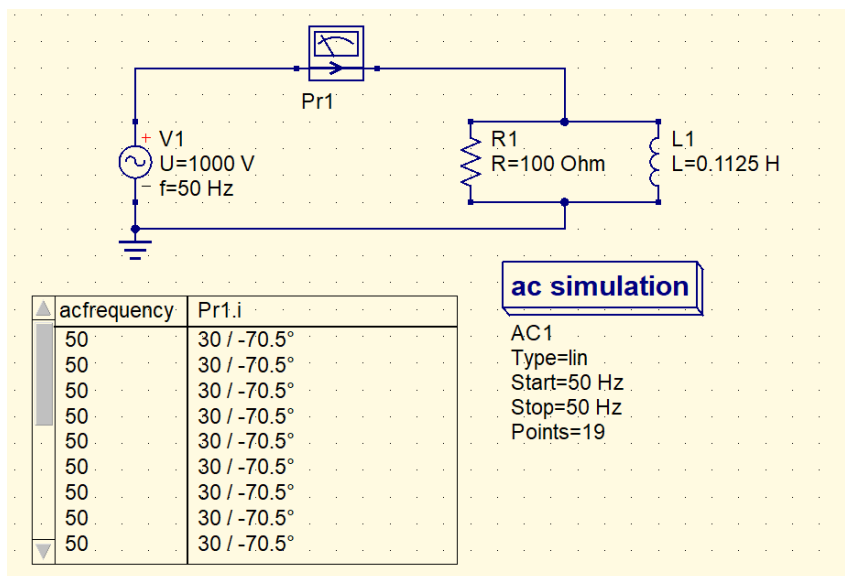 Pr1
+ V1
U=1000 V
− f=50 Hz
R1
R=100 Ohm
L1
L=0.1125 H
ac simulation
AC1
Type=lin
Start=50 Hz
Stop=50 Hz
Points=19
acfrequency Pr1.i
50 30 / -70.5°
50 30 / -70.5°
50 30 / -70.5°
50 30 / -70.5°
50 30 / -70.5°
50 30 / -70.5°
50 30 / -70.5°
50 30 / -70.5°
50 30 / -70.5°